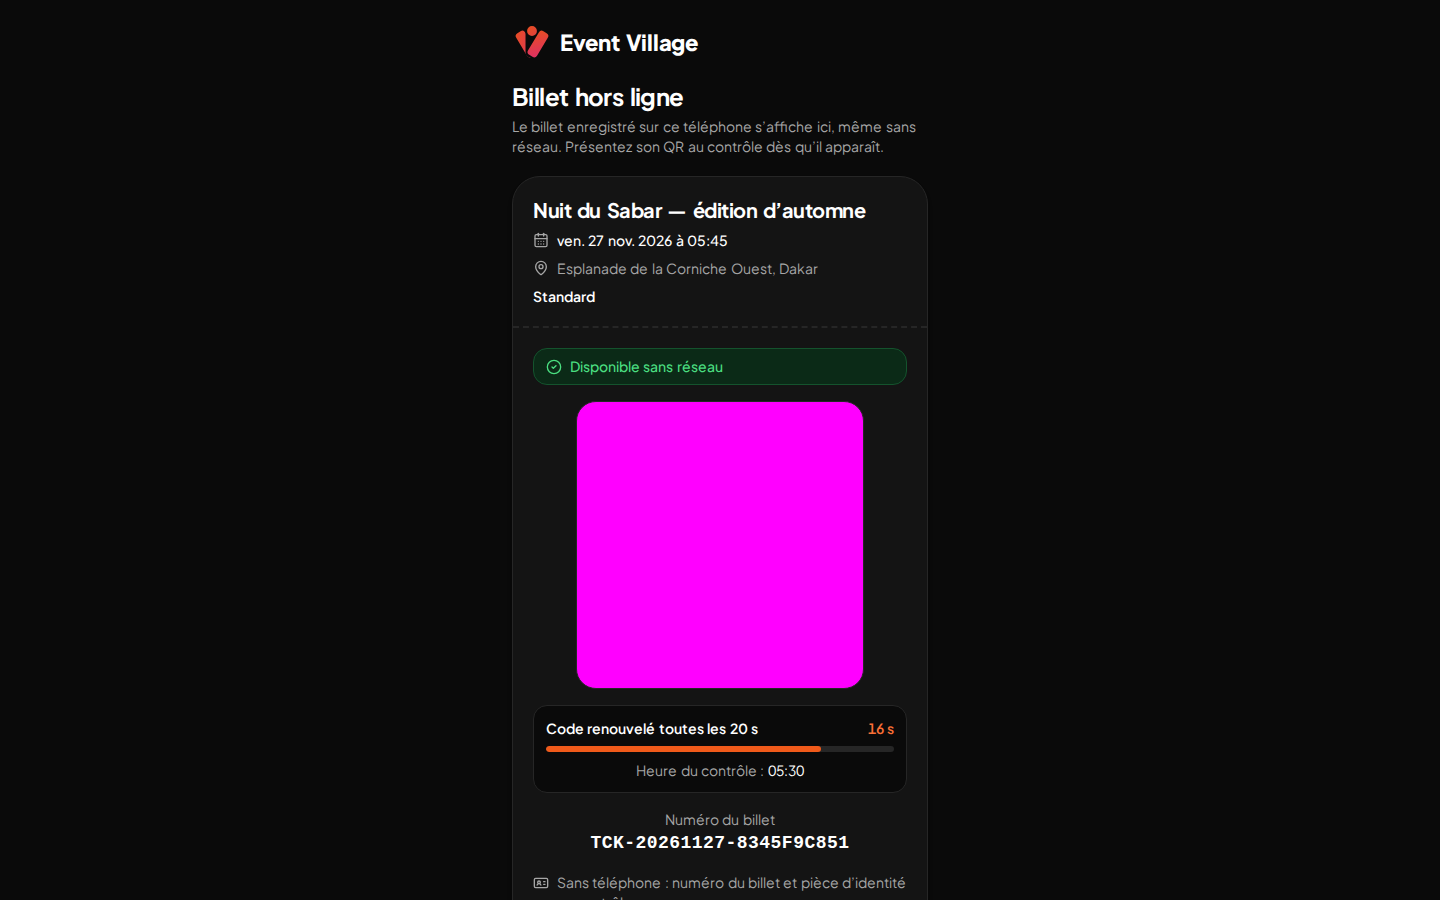 Event Village
Billet hors ligne
Le billet enregistré sur ce téléphone s’affiche ici, même sans
réseau. Présentez son QR au contrôle dès qu’il apparaît.
Nuit du Sabar — édition d’automne
ven. 27 nov. 2026 à 05:45
Esplanade de la Corniche Ouest, Dakar
Standard
Disponible sans réseau
Code renouvelé toutes les 20 s
16 s
Heure du contrôle : 05:30
Numéro du billet
TCK-20261127-8345F9C851
Sans téléphone : numéro du billet et pièce d’identité